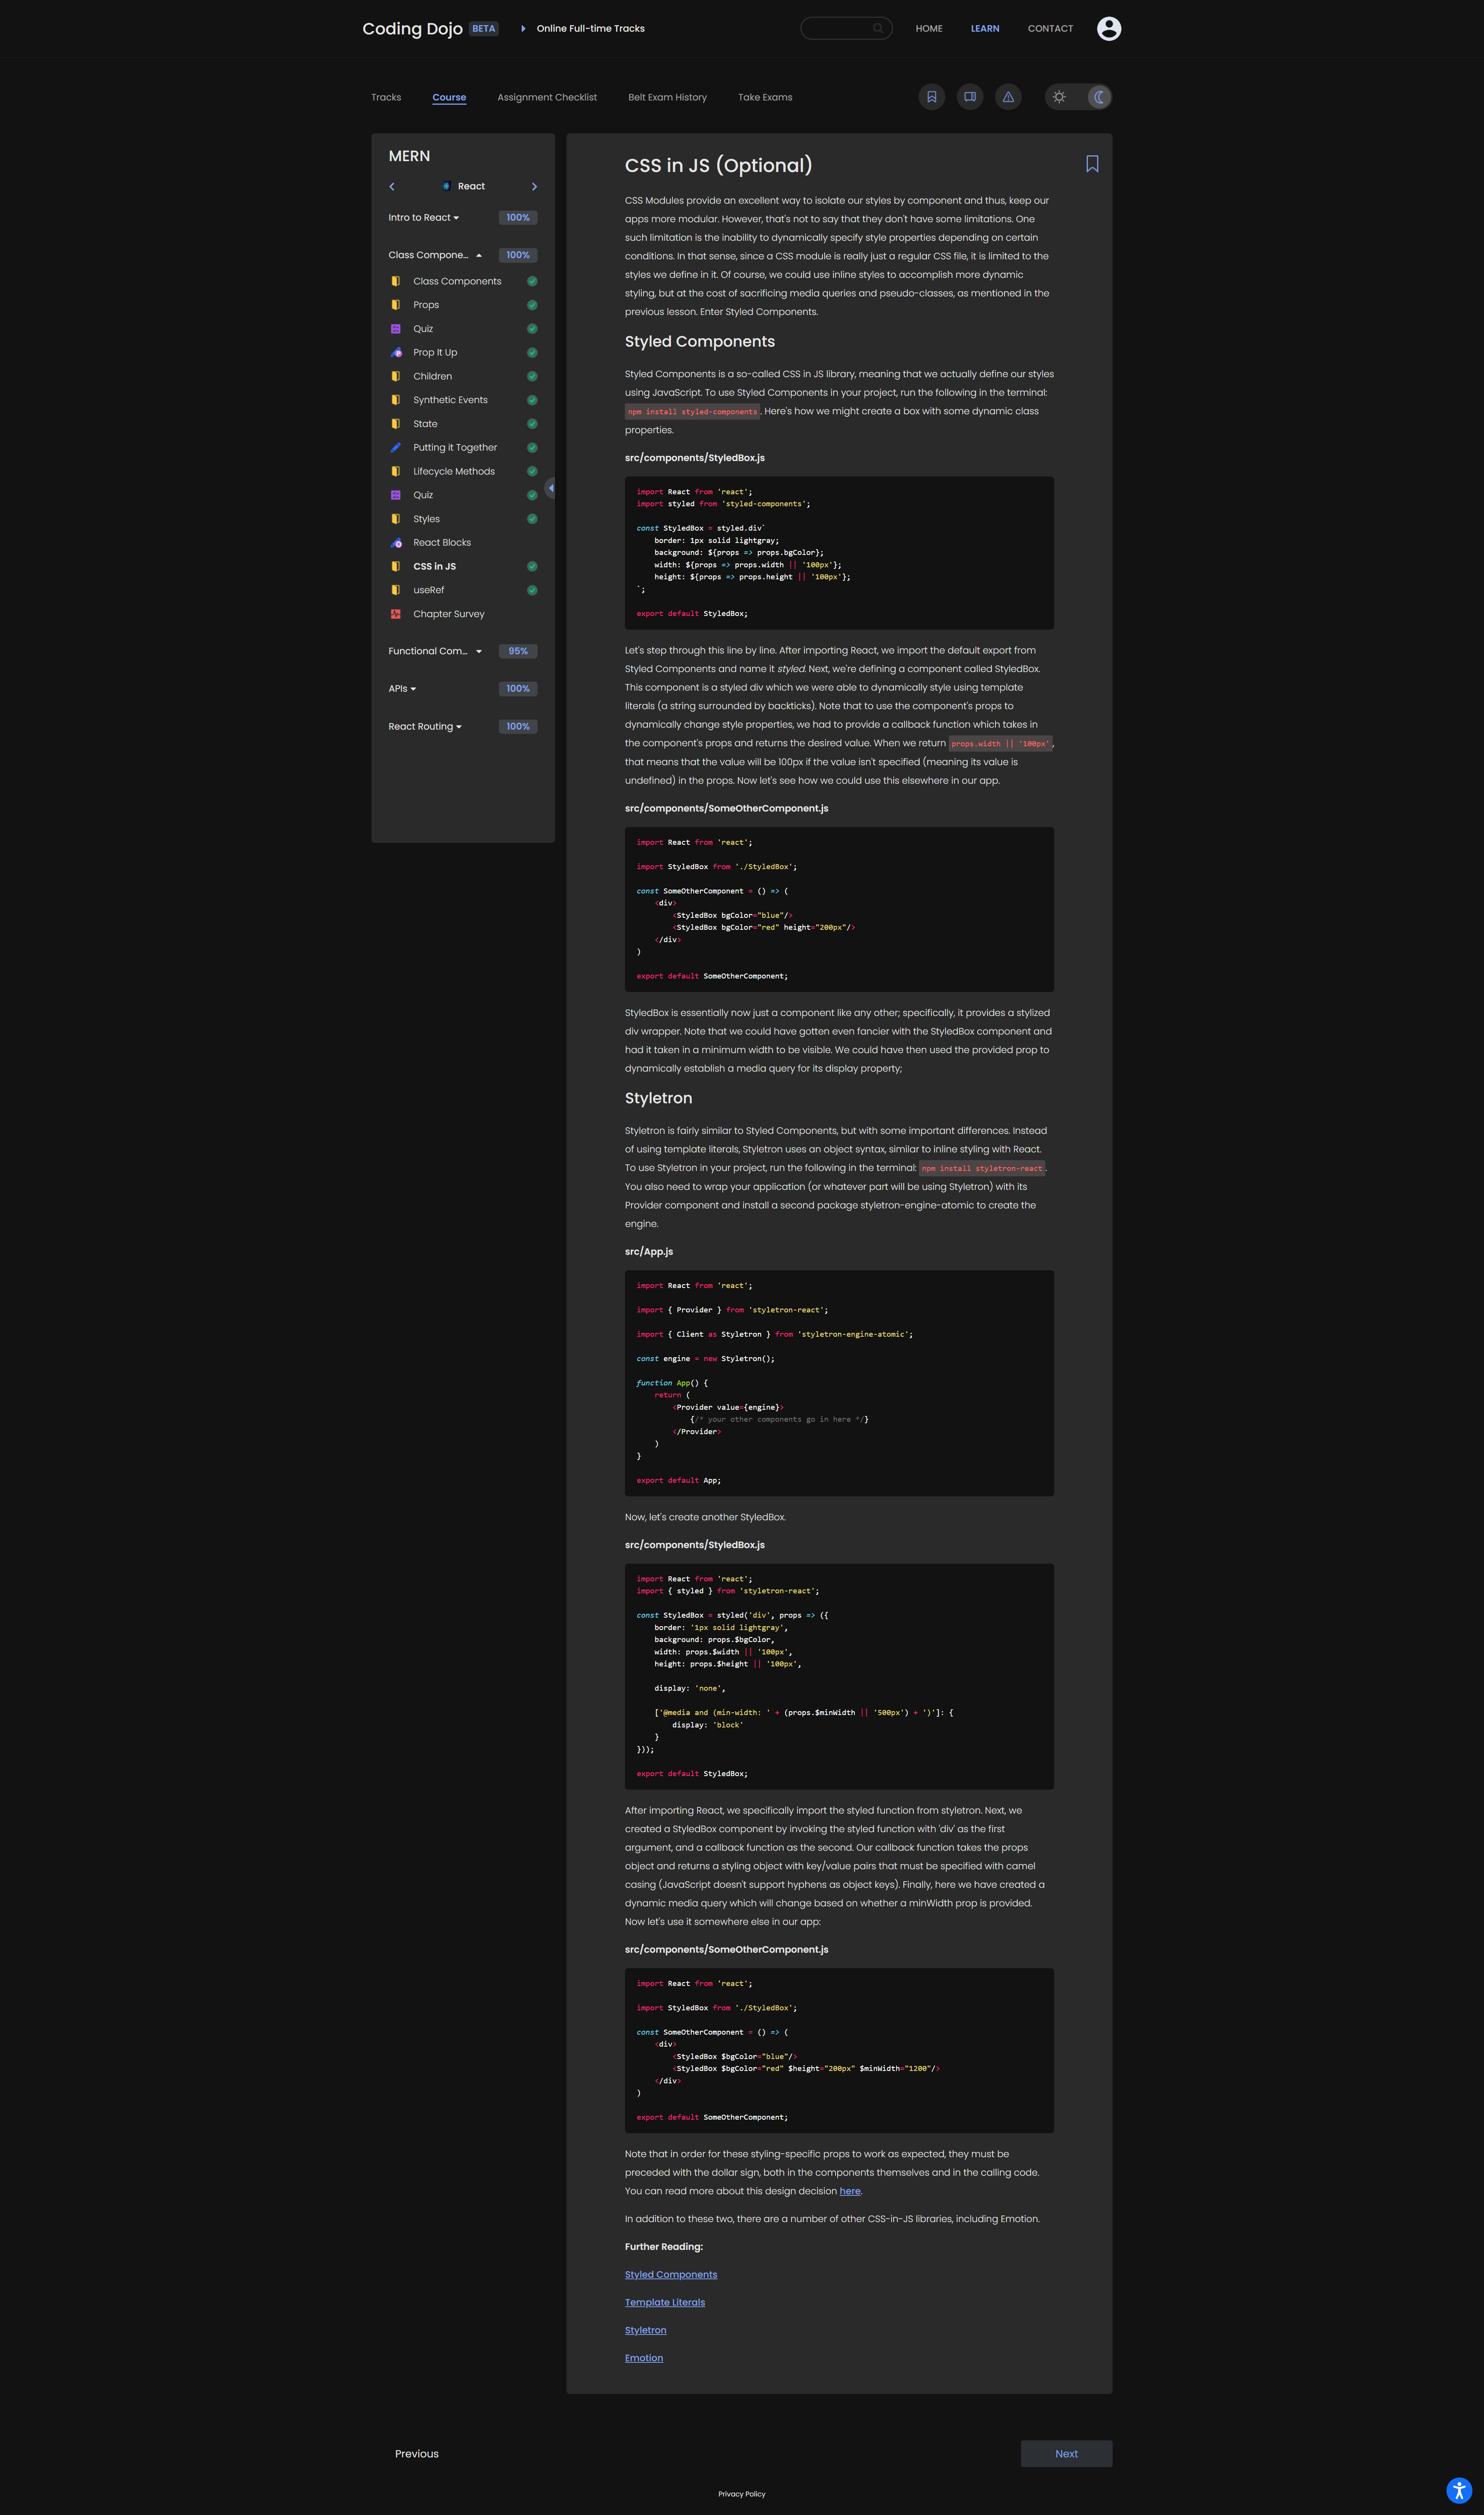 Coding Dojo BETA Online Full-time Tracks HOME LEARN CONTACT
Tracks Course Assignment Checklist Belt Exam History Take Exams
MERN
React
Intro to React 100%
Class Compone... 100%
Class Components
Props
Quiz
Prop It Up
Children
Synthetic Events
State
Putting it Together
Lifecycle Methods
Quiz
Styles
React Blocks
CSS in JS
useRef
Chapter Survey
Functional Com... 95%
APIs 100%
React Routing 100%
CSS in JS (Optional)
CSS Modules provide an excellent way to isolate our styles by component and thus, keep our
apps more modular. However, that's not to say that they don't have some limitations. One
such limitation is the inability to dynamically specify style properties depending on certain
conditions. In that sense, since a CSS module is really just a regular CSS file, it is limited to the
styles we define in it. Of course, we could use inline styles to accomplish more dynamic
styling, but at the cost of sacrificing media queries and pseudo-classes, as mentioned in the
previous lesson. Enter Styled Components.
Styled Components
Styled Components is a so-called CSS in JS library, meaning that we actually define our styles
using JavaScript. To use Styled Components in your project, run the following in the terminal:
npm install styled-components. Here's how we might create a box with some dynamic class
properties.
src/components/StyledBox.js
import React from 'react';
import styled from 'styled-components';
const StyledBox = styled.div`
border: 1px solid lightgray;
background: ${props => props.bgColor};
width: ${props => props.width || '100px'};
height: ${props => props.height || '100px'};
`;
export default StyledBox;
Let's step through this line by line. After importing React, we import the default export from
Styled Components and name it styled. Next, we're defining a component called StyledBox.
This component is a styled div which we were able to dynamically style using template
literals (a string surrounded by backticks). Note that to use the component's props to
dynamically change style properties, we had to provide a callback function which takes in
the component's props and returns the desired value. When we return props.width || '100px',
that means that the value will be 100px if the value isn't specified (meaning its value is
undefined) in the props. Now let's see how we could use this elsewhere in our app.
src/components/SomeOtherComponent.js
import React from 'react';
import StyledBox from './StyledBox';
const SomeOtherComponent = () => (
<div>
<StyledBox bgColor="blue"/>
<StyledBox bgColor="red" height="200px"/>
</div>
)
export default SomeOtherComponent;
StyledBox is essentially now just a component like any other; specifically, it provides a stylized
div wrapper. Note that we could have gotten even fancier with the StyledBox component and
had it taken in a minimum width to be visible. We could have then used the provided prop to
dynamically establish a media query for its display property;
Styletron
Styletron is fairly similar to Styled Components, but with some important differences. Instead
of using template literals, Styletron uses an object syntax, similar to inline styling with React.
To use Styletron in your project, run the following in the terminal: npm install styletron-react.
You also need to wrap your application (or whatever part will be using Styletron) with its
Provider component and install a second package styletron-engine-atomic to create the
engine.
src/App.js
import React from 'react';
import { Provider } from 'styletron-react';
import { Client as Styletron } from 'styletron-engine-atomic';
const engine = new Styletron();
function App() {
return (
<Provider value={engine}>
{/* your other components go in here */}
</Provider>
)
}
export default App;
Now, let's create another StyledBox.
src/components/StyledBox.js
import React from 'react';
import { styled } from 'styletron-react';
const StyledBox = styled('div', props => ({
border: '1px solid lightgray',
background: props.$bgColor,
width: props.$width || '100px',
height: props.$height || '100px',
display: 'none',
['@media and (min-width: ' + (props.$minWidth || '500px') + ')']: {
display: 'block'
}
}));
export default StyledBox;
After importing React, we specifically import the styled function from styletron. Next, we
created a StyledBox component by invoking the styled function with 'div' as the first
argument, and a callback function as the second. Our callback function takes the props
object and returns a styling object with key/value pairs that must be specified with camel
casing (JavaScript doesn't support hyphens as object keys). Finally, here we have created a
dynamic media query which will change based on whether a minWidth prop is provided.
Now let's use it somewhere else in our app:
src/components/SomeOtherComponent.js
import React from 'react';
import StyledBox from './StyledBox';
const SomeOtherComponent = () => (
<div>
<StyledBox $bgColor="blue"/>
<StyledBox $bgColor="red" $height="200px" $minWidth="1200"/>
</div>
)
export default SomeOtherComponent;
Note that in order for these styling-specific props to work as expected, they must be
preceded with the dollar sign, both in the components themselves and in the calling code.
You can read more about this design decision here.
In addition to these two, there are a number of other CSS-in-JS libraries, including Emotion.
Further Reading:
Styled Components
Template Literals
Styletron
Emotion
Previous Next
Privacy Policy